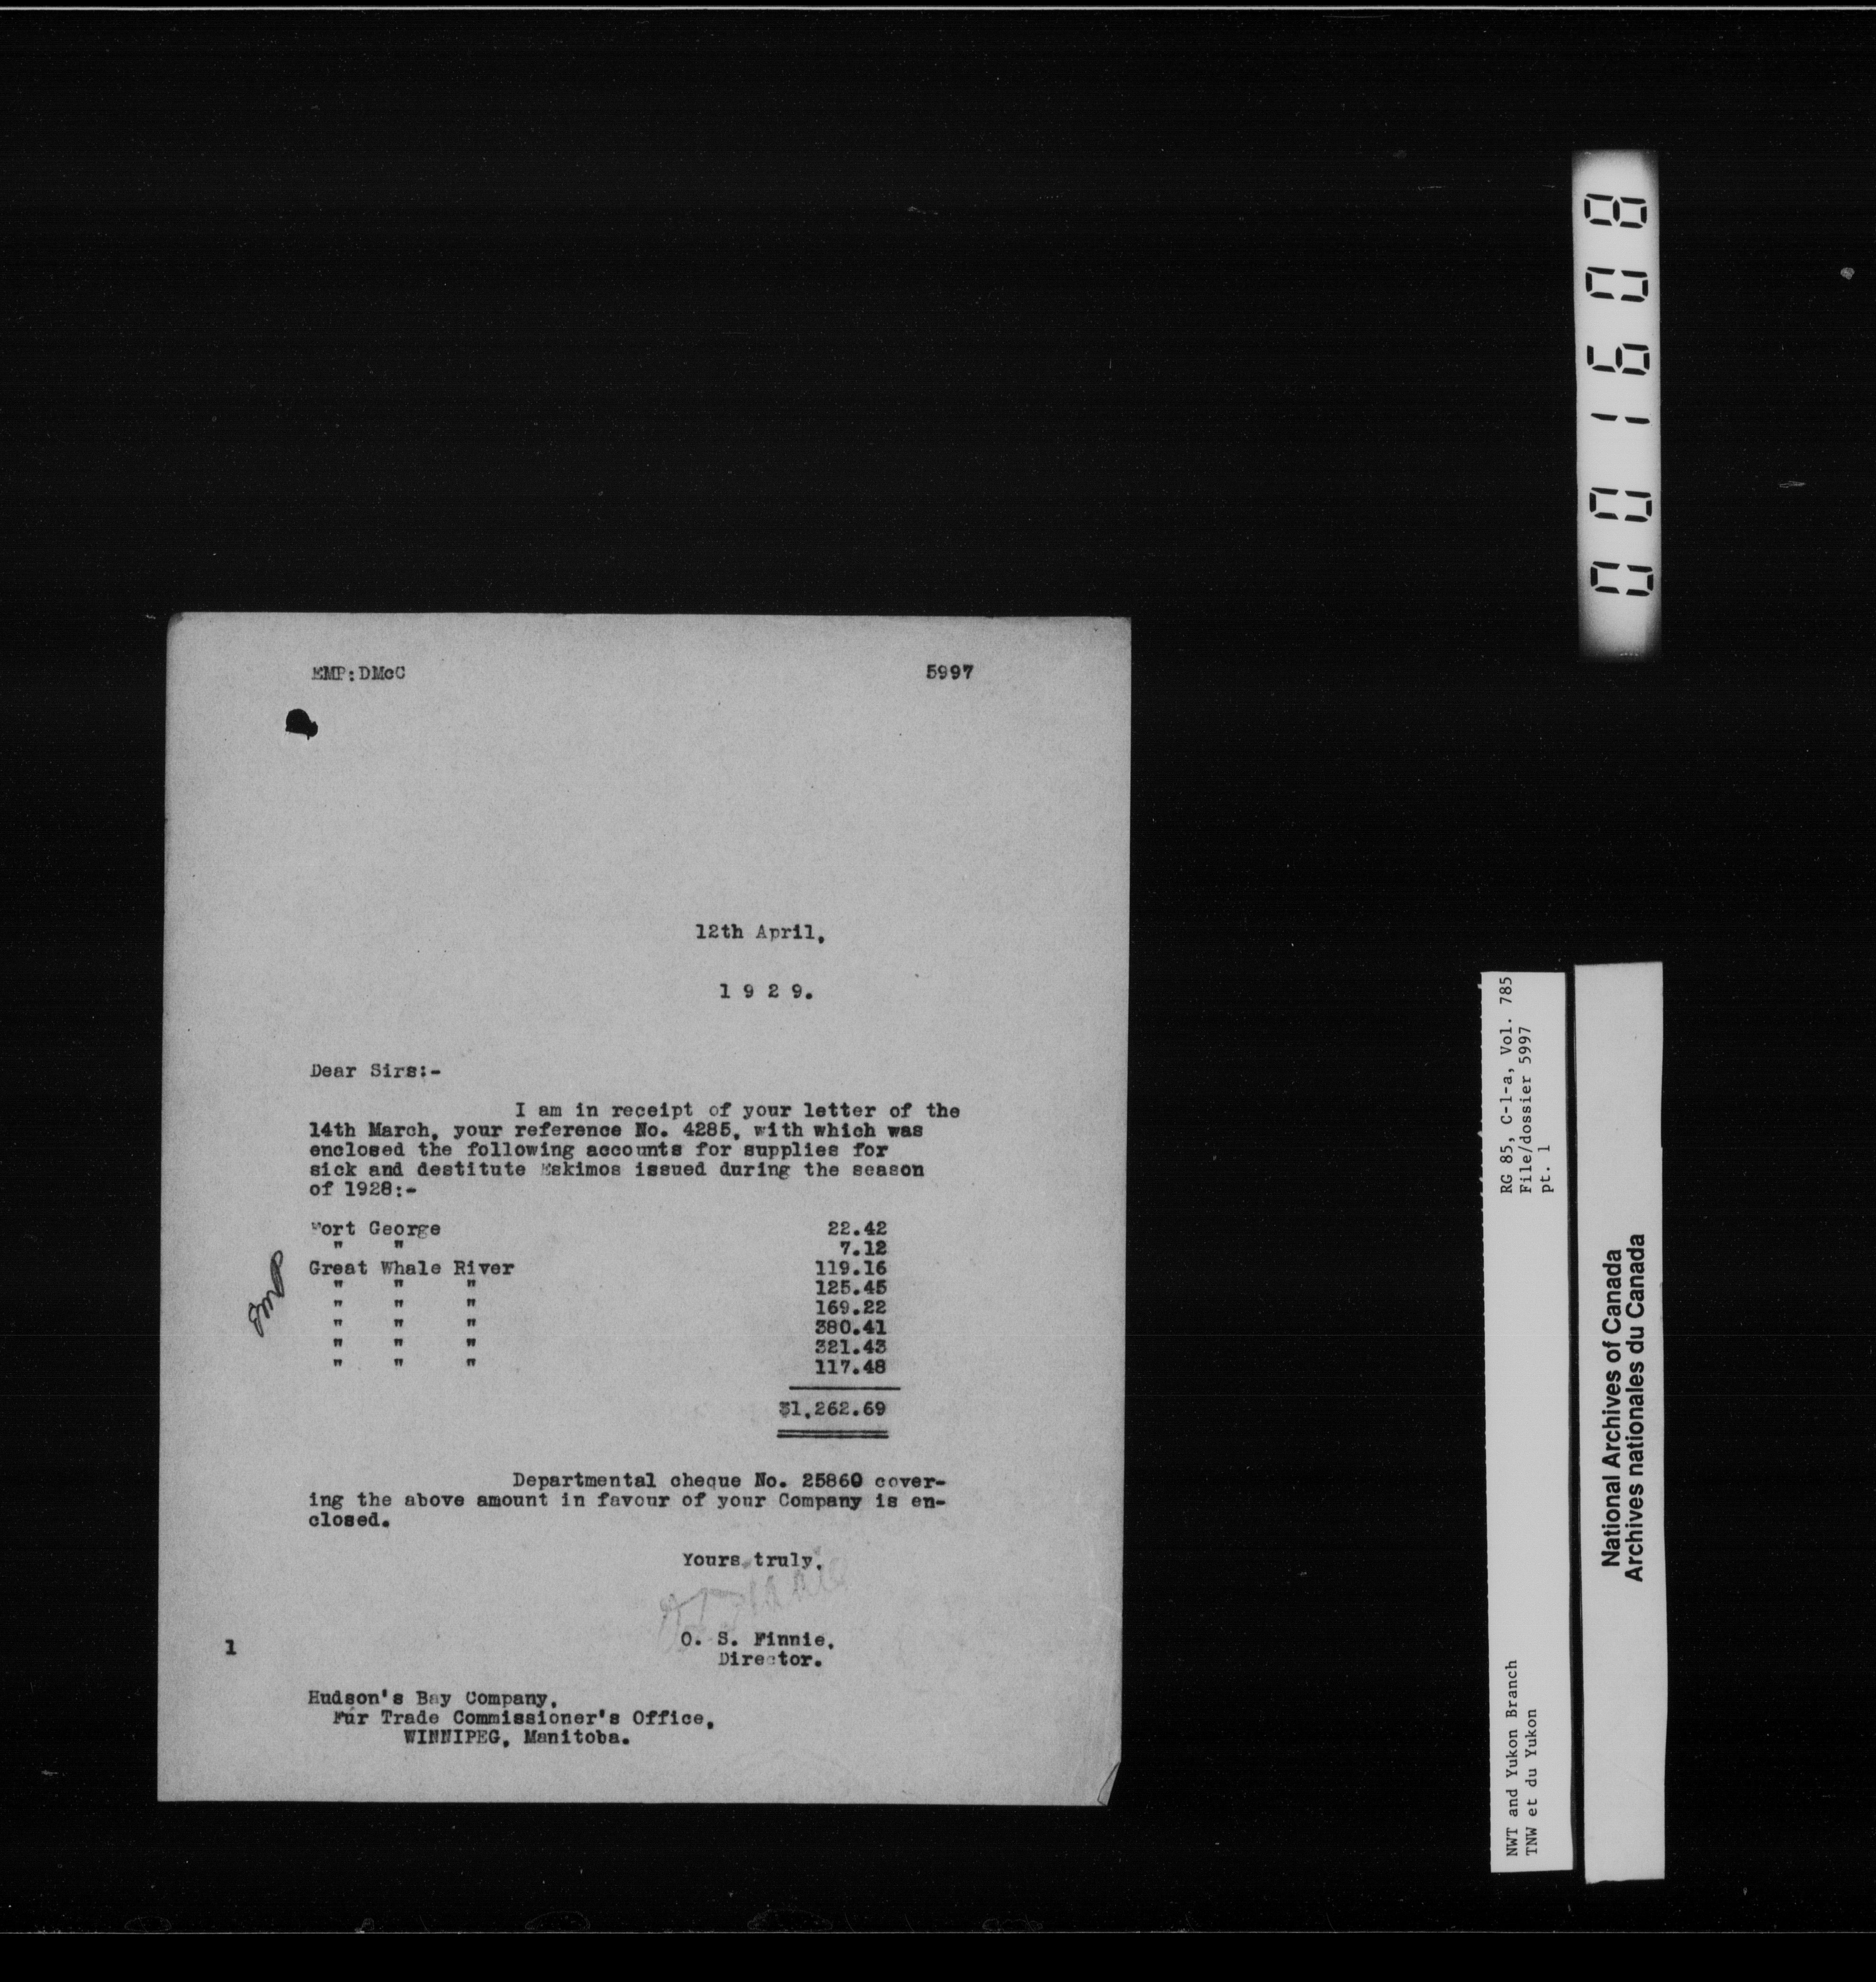 EMP:DMcC 5997
12th April,
1 9 2 9.
Dear Sirs:-
I am in receipt of your letter of the
14th March, your reference No. 4285, with which was
enclosed the following accounts for supplies for
sick and destitute Eskimos issued during the season
of 1928:-
Fort George 22.42
" " 7.12
Great Whale River 119.16
" " " 125.45
" " " 169.22
" " " 380.41
" " " 321.43
" " " 117.48
$1,262.69
EMP
Departmental cheque No. 25860 cover-
ing the above amount in favour of your Company is en-
closed.
Yours truly,
O S Finnie
O. S. Finnie,
Director.
1
Hudson's Bay Company,
Fur Trade Commissioner's Office,
WINNIPEG, Manitoba.
001608
RG 85, C-1-a, Vol. 785
File/dossier 5997
pt. 1
NWT and Yukon Branch
TNW et du Yukon
National Archives of Canada
Archives nationales du Canada